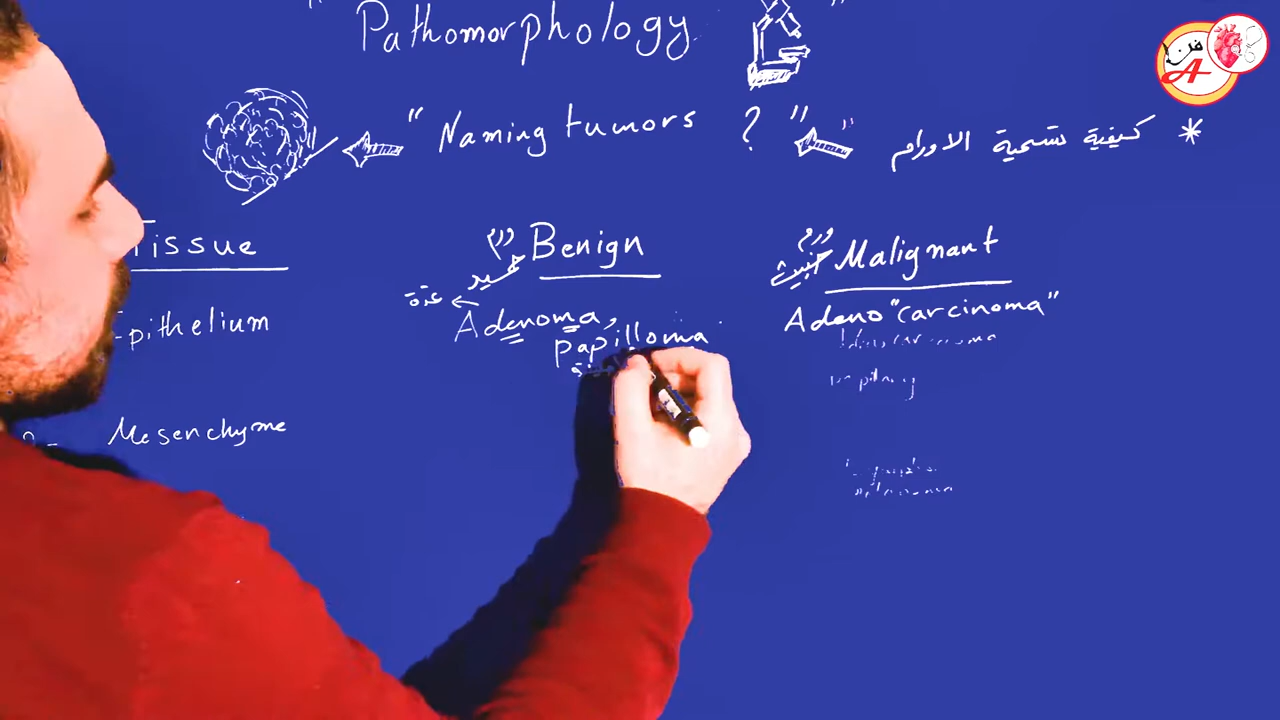 "Pathomorphology"
"Naming tumors ?"
* كيفية تسمية الاورام
Tissue
ورم
حميد
Benign
ورم
خبيث
Malignant
غدة
Adenoma,
Papilloma
Adeno "carcinoma"
Epithelium
Mesenchyme
فن
A